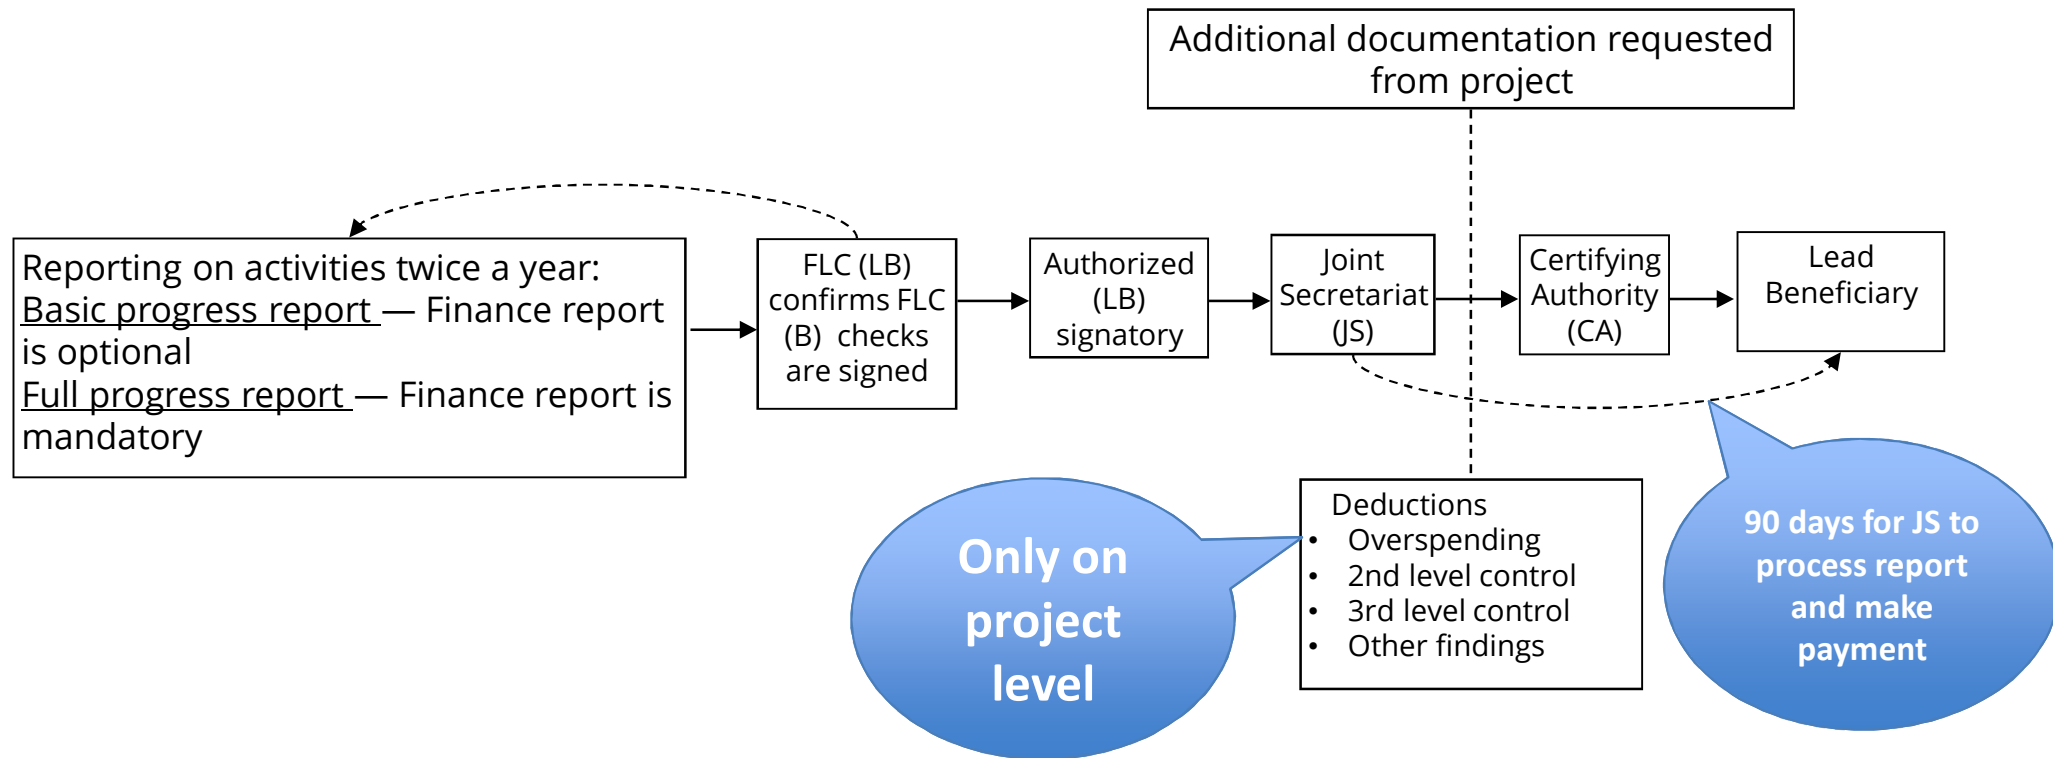 Additional documentation requested
from project
Reporting on activities twice a year:
Basic progress report — Finance report
is optional
Full progress report — Finance report is
mandatory
FLC (LB)
confirms FLC
(B) checks
are signed
Authorized
(LB)
signatory
Joint
Secretariat
(JS)
Certifying
Authority
(CA)
Lead
Beneficiary
Only on
project
level
Deductions
• Overspending
• 2nd level control
• 3rd level control
• Other findings
90 days for JS to
process report
and make
payment